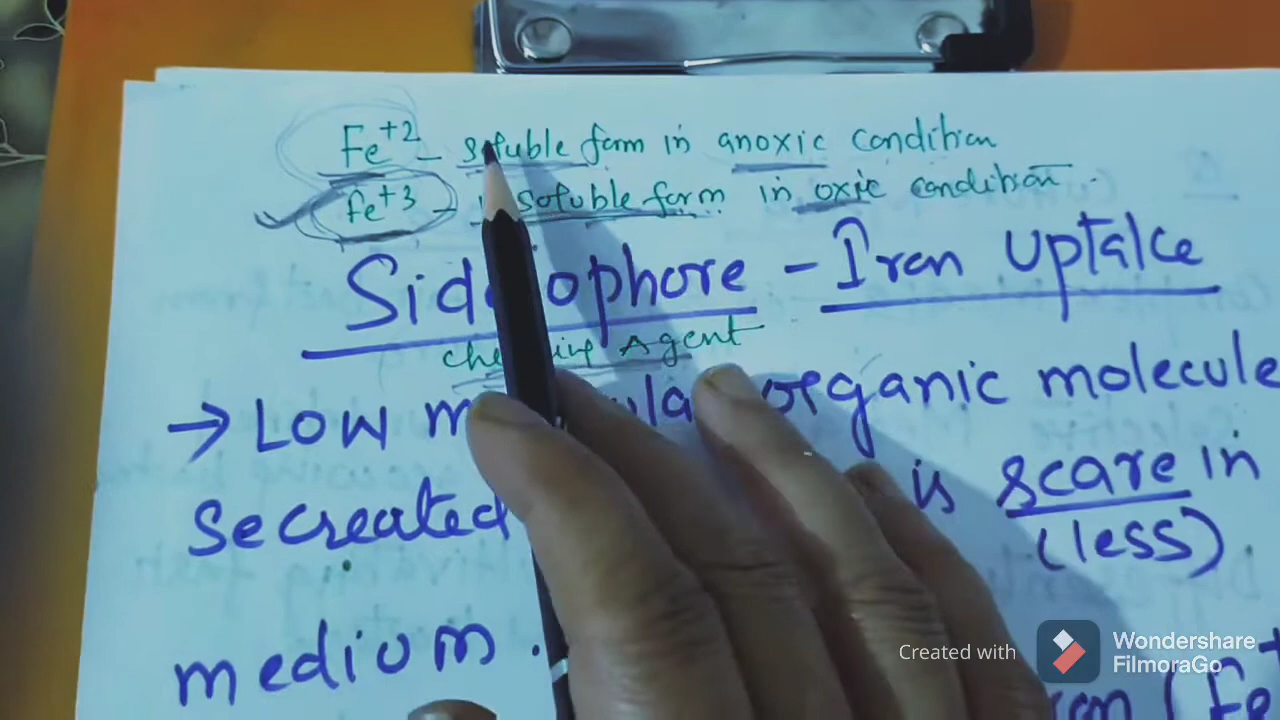 Fe+2 - soluble form in anoxic condition
fe+3 - insoluble form in oxic condition.
Siderophore - Iron Uptake
Agent
→ Low organic molecule
secreated is scare in
(less)
medium.
Created with Wondershare FilmoraGo